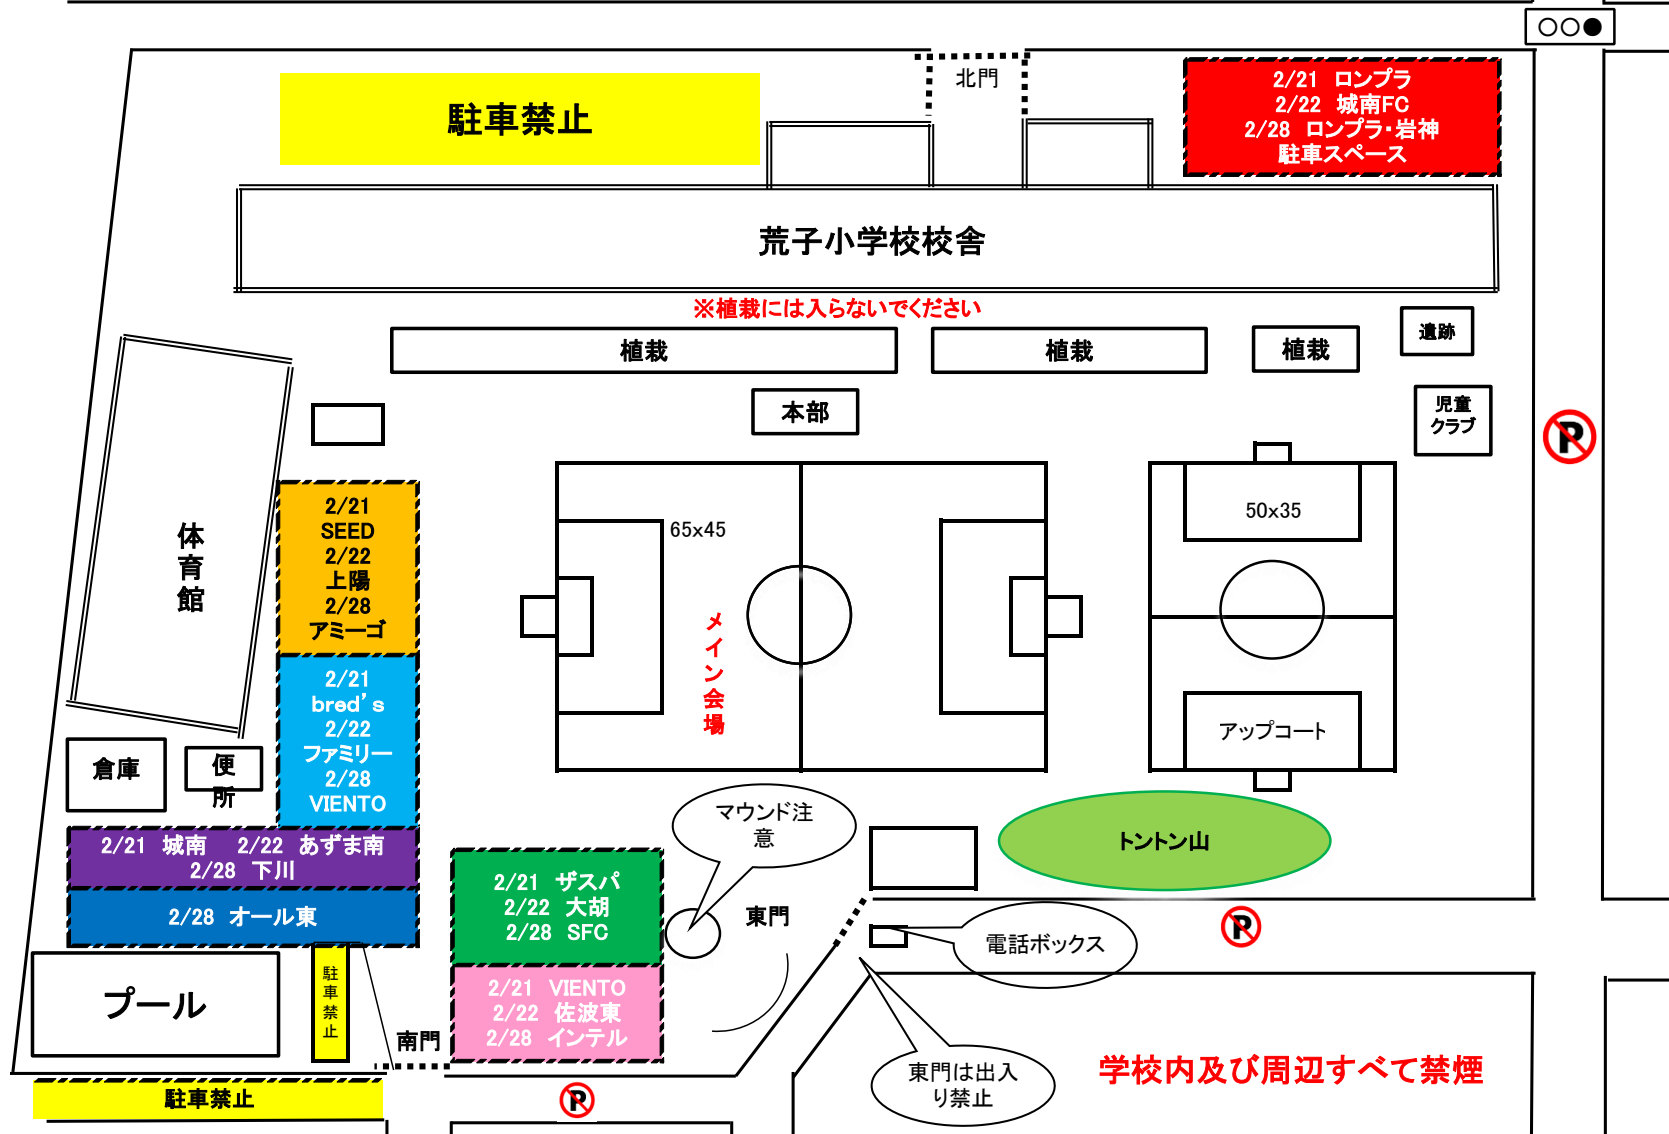 北門
駐車禁止
2/21 ロンプラ
2/22 城南FC
2/28 ロンプラ・岩神
駐車スペース
荒子小学校校舎
※植栽には入らないでください
植栽
植栽
植栽
遺跡
本部
児童
クラブ
体
育
館
2/21
SEED
2/22
上陽
2/28
アミーゴ
65x45
メ
イ
ン
会
場
50x35
アップコート
P
2/21
bred's
2/22
ファミリー
2/28
VIENTO
倉庫
便
所
2/21 城南 2/22 あずま南
2/28 下川
2/28 オール東
マウンド注
意
トントン山
2/21 ザスパ
2/22 大胡
2/28 SFC
東門
電話ボックス
P
プール
駐
車
禁
止
2/21 VIENTO
2/22 佐波東
2/28 インテル
南門
東門は出入
り禁止
学校内及び周辺すべて禁煙
駐車禁止
P